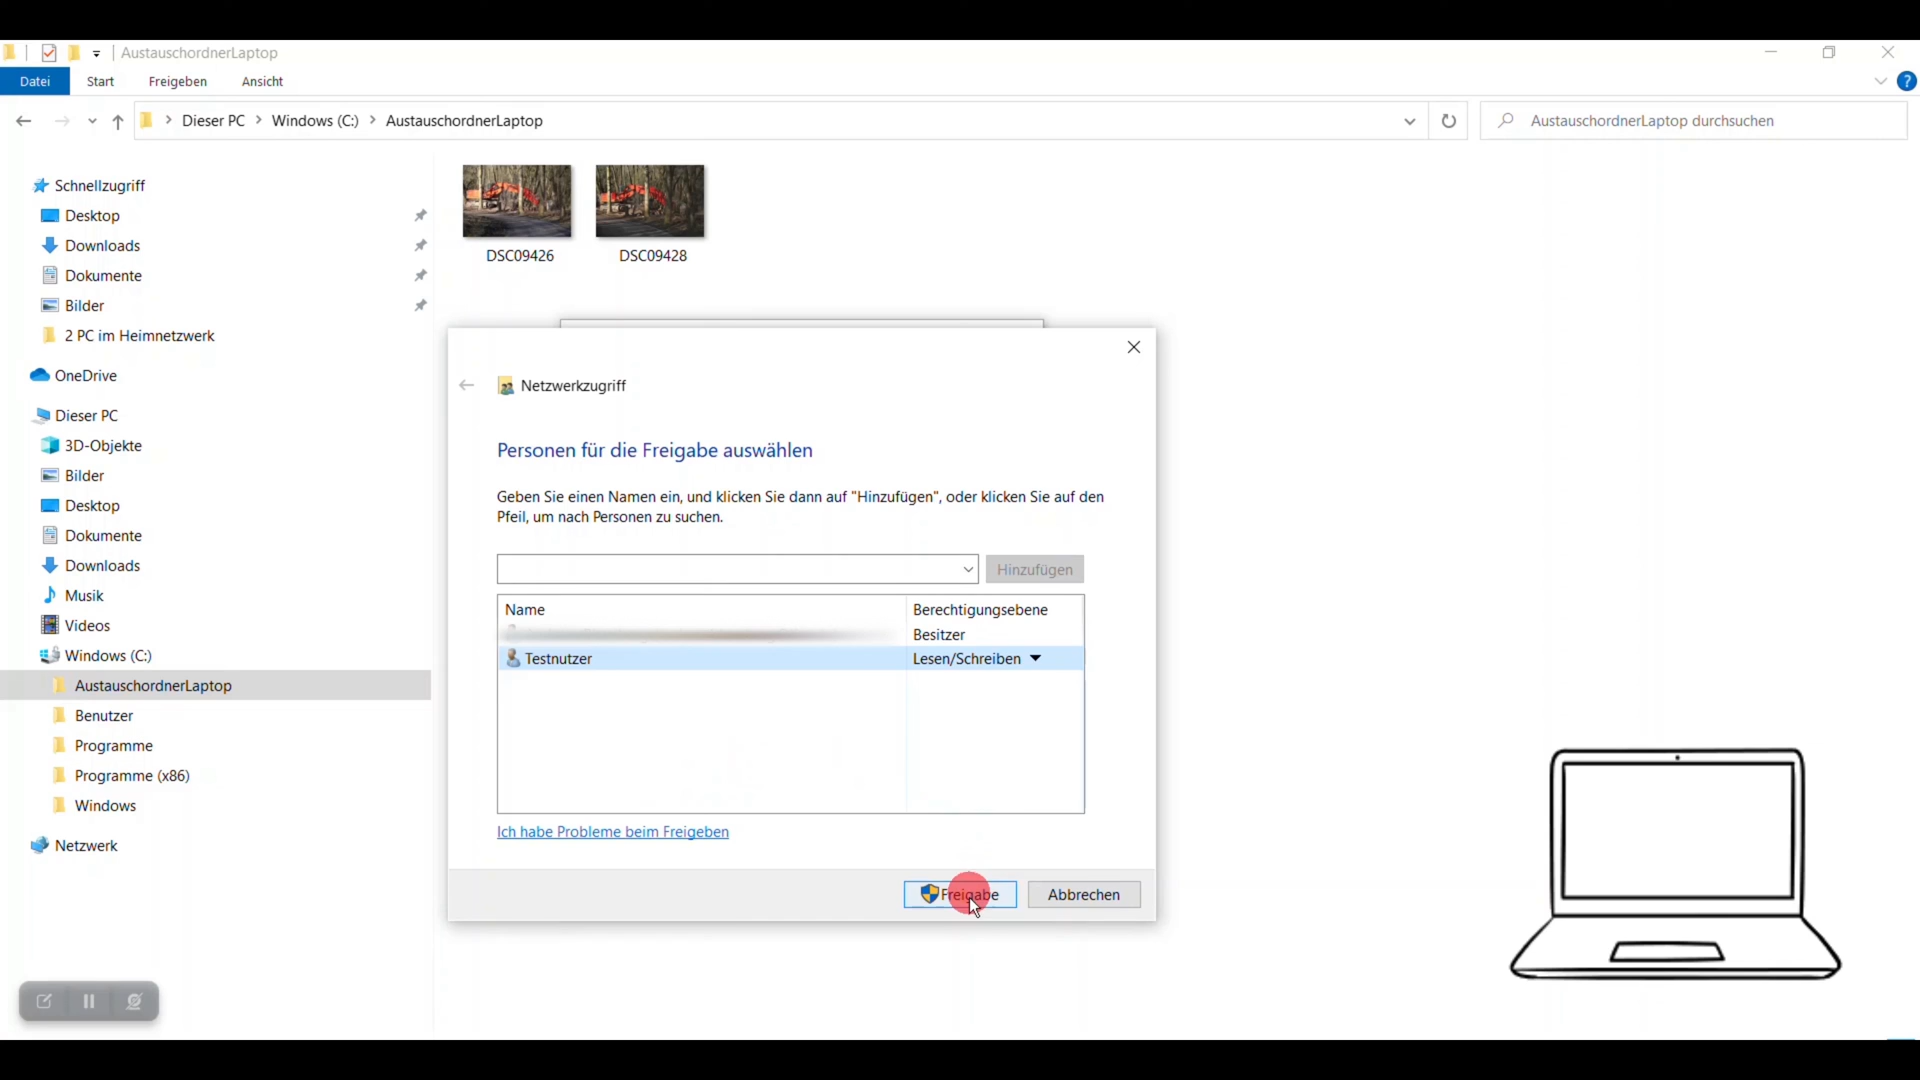 AustauschordnerLaptop
Datei Start Freigeben Ansicht ?
Dieser PC Windows (C:) AustauschordnerLaptop
AustauschordnerLaptop durchsuchen
Schnellzugriff
Desktop
Downloads
Dokumente
Bilder
2 PC im Heimnetzwerk
OneDrive
Dieser PC
3D-Objekte
Bilder
Desktop
Dokumente
Downloads
Musik
Videos
Windows (C:)
AustauschordnerLaptop
Benutzer
Programme
Programme (x86)
Windows
Netzwerk
DSC09426
DSC09428
Netzwerkzugriff
Personen für die Freigabe auswählen
Geben Sie einen Namen ein, und klicken Sie dann auf "Hinzufügen", oder klicken Sie auf den
Pfeil, um nach Personen zu suchen.
Hinzufügen
Name Berechtigungsebene
Besitzer
Testnutzer Lesen/Schreiben
Ich habe Probleme beim Freigeben
Freigabe Abbrechen